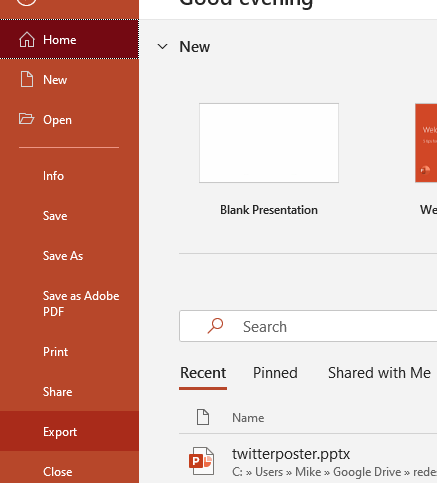 Good evening
Home
New
New
Open
Blank Presentation
Info
Save
Save As
Save as Adobe
PDF
Search
Print
Recent Pinned Shared with Me
Share
Name
Export
twitterposter.pptx
C: » Users » Mike » Google Drive » rede
Close